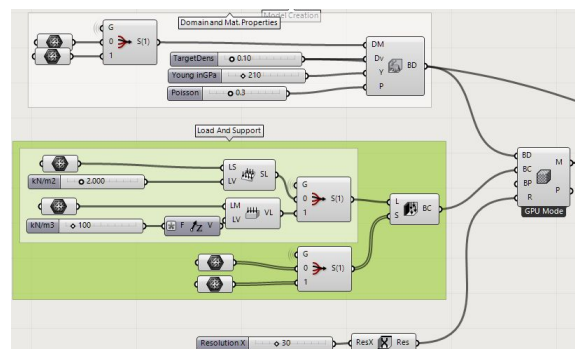 Model Creation
Domain and Mat. Properties
G
0 S(1)
1
DM
TargetDens 0.10 Dv BD
Young inGPa 210 Y
Poisson 0.3 P
Load And Support
LS SL
kN/m2 2.000 LV
G
0 S(1)
1
LM VL
kN/m3 100 F V LV
L BC
S
G
0 S(1)
1
BD M
BC
BP
R P
GPU Mode
Resolution X 30 ResX Res